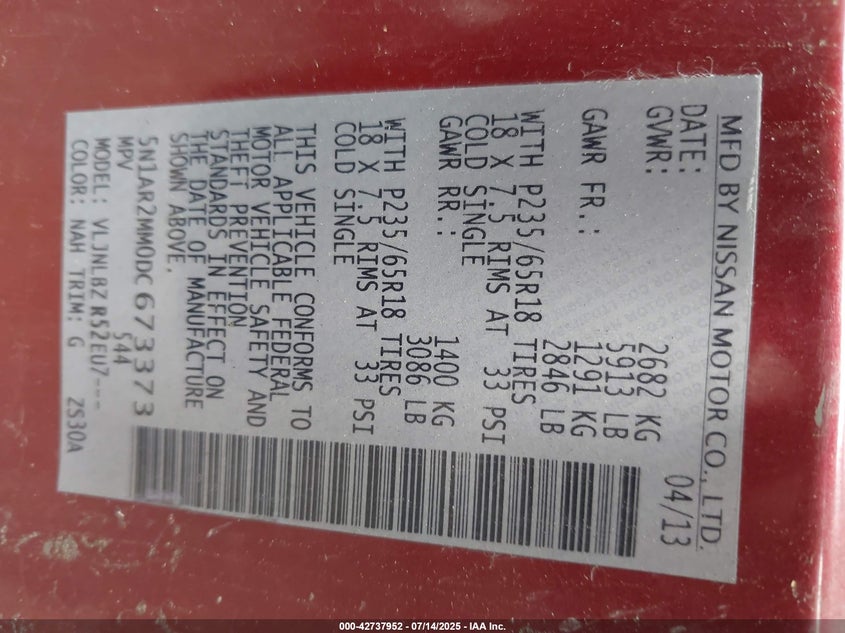 MFD BY NISSAN MOTOR CO., LTD.
DATE: 04/13
GVWR: 2682 KG
5913 LB
GAWR FR.: 1291 KG
2846 LB
WITH P235/65R18 TIRES
18 X 7.5 RIMS AT 33 PSI
COLD SINGLE
GAWR RR.: 1400 KG
3086 LB
WITH P235/65R18 TIRES
18 X 7.5 RIMS AT 33 PSI
COLD SINGLE
THIS VEHICLE CONFORMS TO
ALL APPLICABLE FEDERAL
MOTOR VEHICLE SAFETY AND
THEFT PREVENTION
STANDARDS IN EFFECT ON
THE DATE OF MANUFACTURE
SHOWN ABOVE.
5N1AR2MM0DC673373
MPV 544
MODEL: VLJNLBZ R52EU7---
COLOR: NAH TRIM: G ZS30A
000-42737952 - 07/14/2025 - IAA Inc.